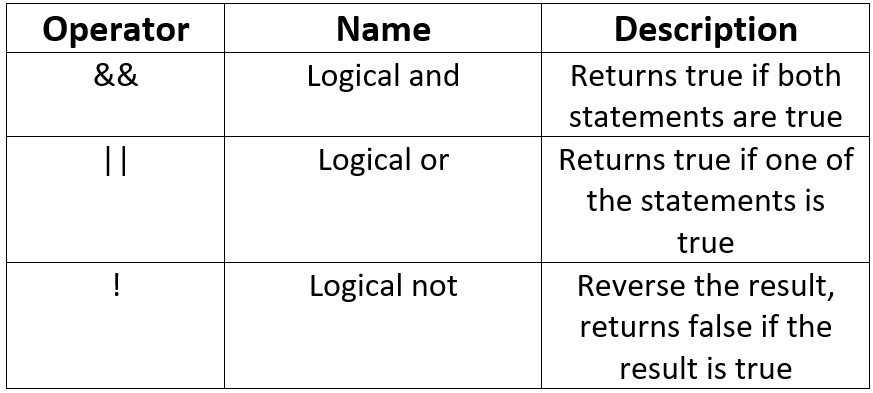 Operator Name Description
&& Logical and Returns true if both
statements are true
|| Logical or Returns true if one of
the statements is
true
! Logical not Reverse the result,
returns false if the
result is true